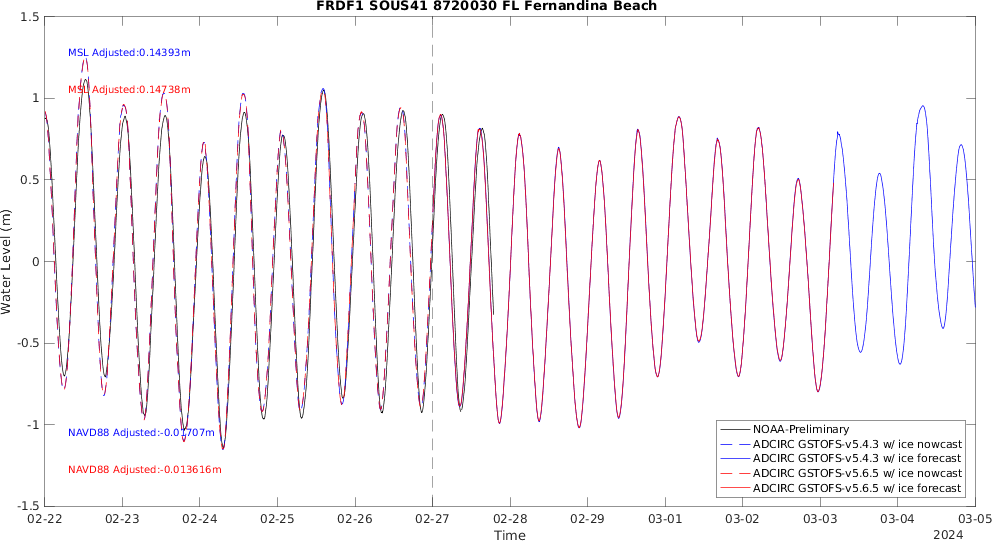 FRDF1 SOUS41 8720030 FL Fernandina Beach
1.5
1
0.5
0
-0.5
-1
-1.5
Water Level (m)
MSL Adjusted:0.14393m
MSL Adjusted:0.14738m
NAVD88 Adjusted:-0.01707m
NAVD88 Adjusted:-0.013616m
NOAA-Preliminary
ADCIRC GSTOFS-v5.4.3 w/ ice nowcast
ADCIRC GSTOFS-v5.4.3 w/ ice forecast
ADCIRC GSTOFS-v5.6.5 w/ ice nowcast
ADCIRC GSTOFS-v5.6.5 w/ ice forecast
02-22 02-23 02-24 02-25 02-26 02-27 02-28 02-29 03-01 03-02 03-03 03-04 03-05
Time
2024